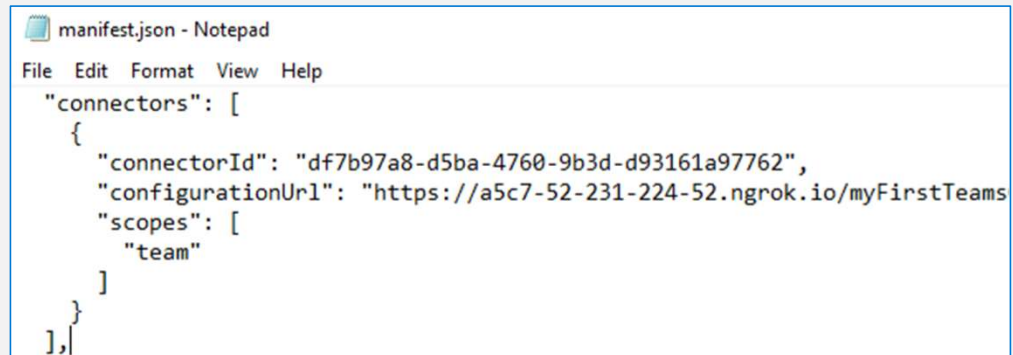 manifest.json - Notepad
File Edit Format View Help
"connectors": [
{
"connectorId": "df7b97a8-d5ba-4760-9b3d-d93161a97762",
"configurationUrl": "https://a5c7-52-231-224-52.ngrok.io/myFirstTeams
"scopes": [
"team"
]
}
],